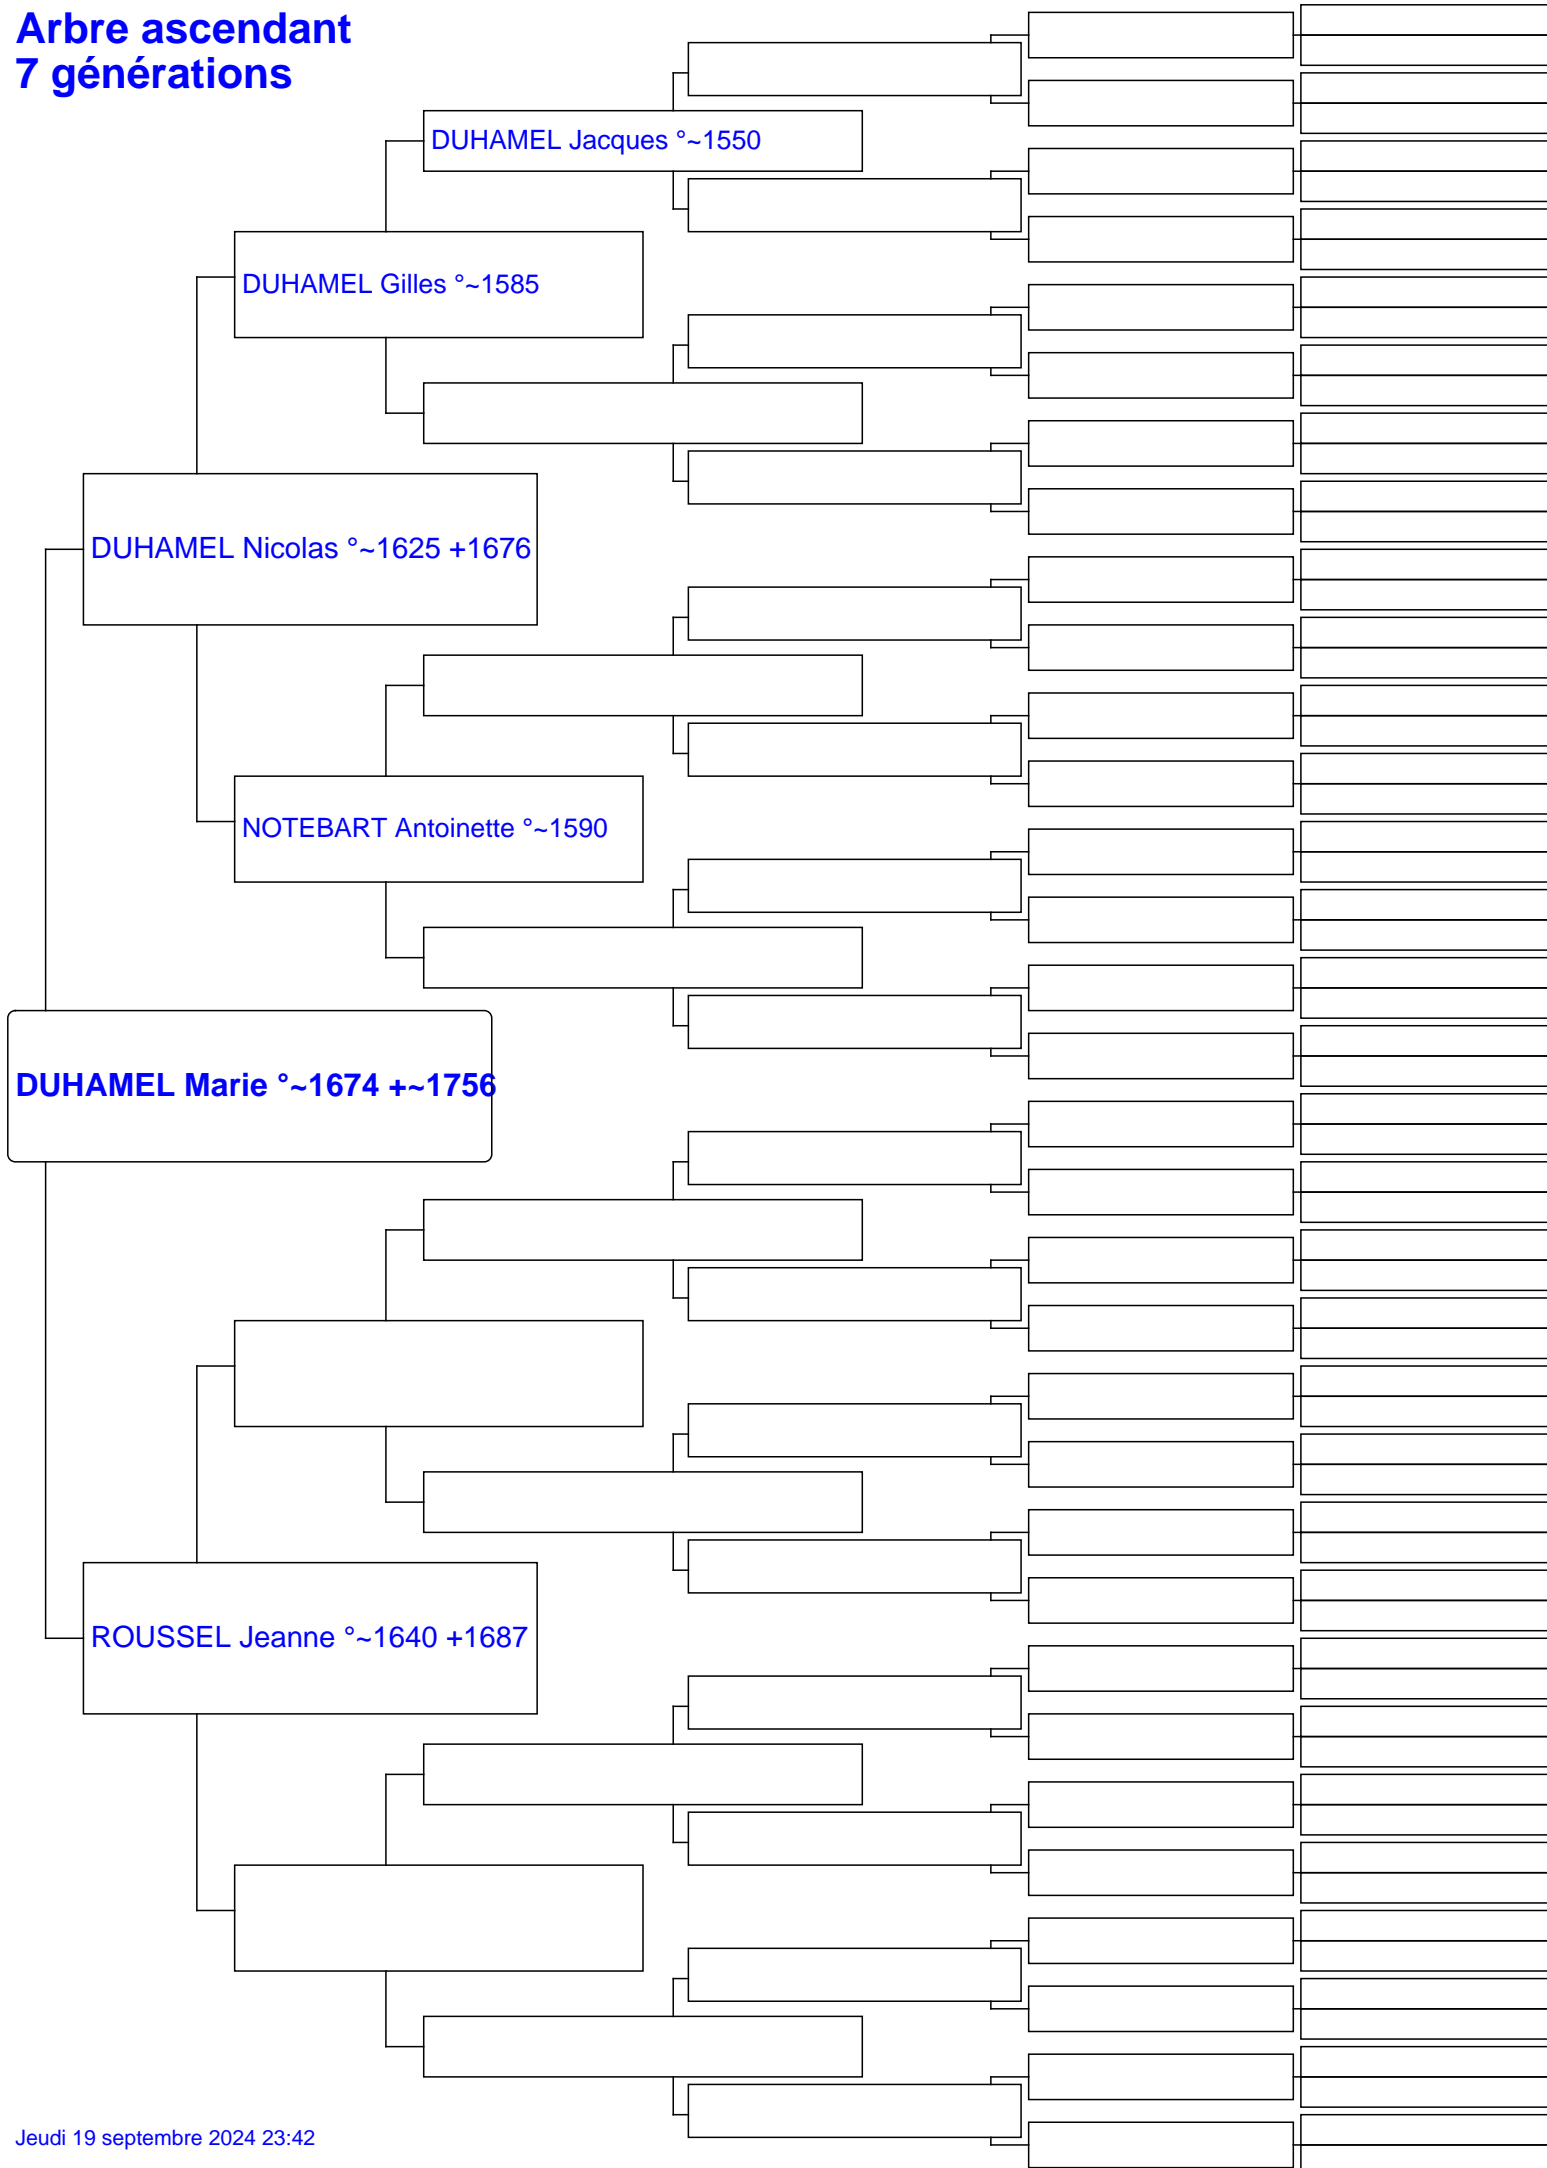 Arbre ascendant
7 générations
DUHAMEL Jacques °~1550
DUHAMEL Gilles °~1585
DUHAMEL Nicolas °~1625 +1676
NOTEBART Antoinette °~1590
DUHAMEL Marie °~1674 +~1756
ROUSSEL Jeanne °~1640 +1687
Jeudi 19 septembre 2024 23:42